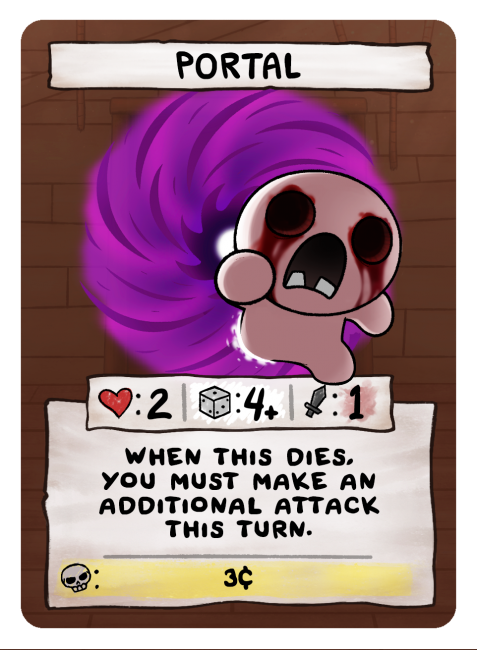 PORTAL
:2 :4+ :1
WHEN THIS DIES,
YOU MUST MAKE AN
ADDITIONAL ATTACK
THIS TURN.
: 3¢